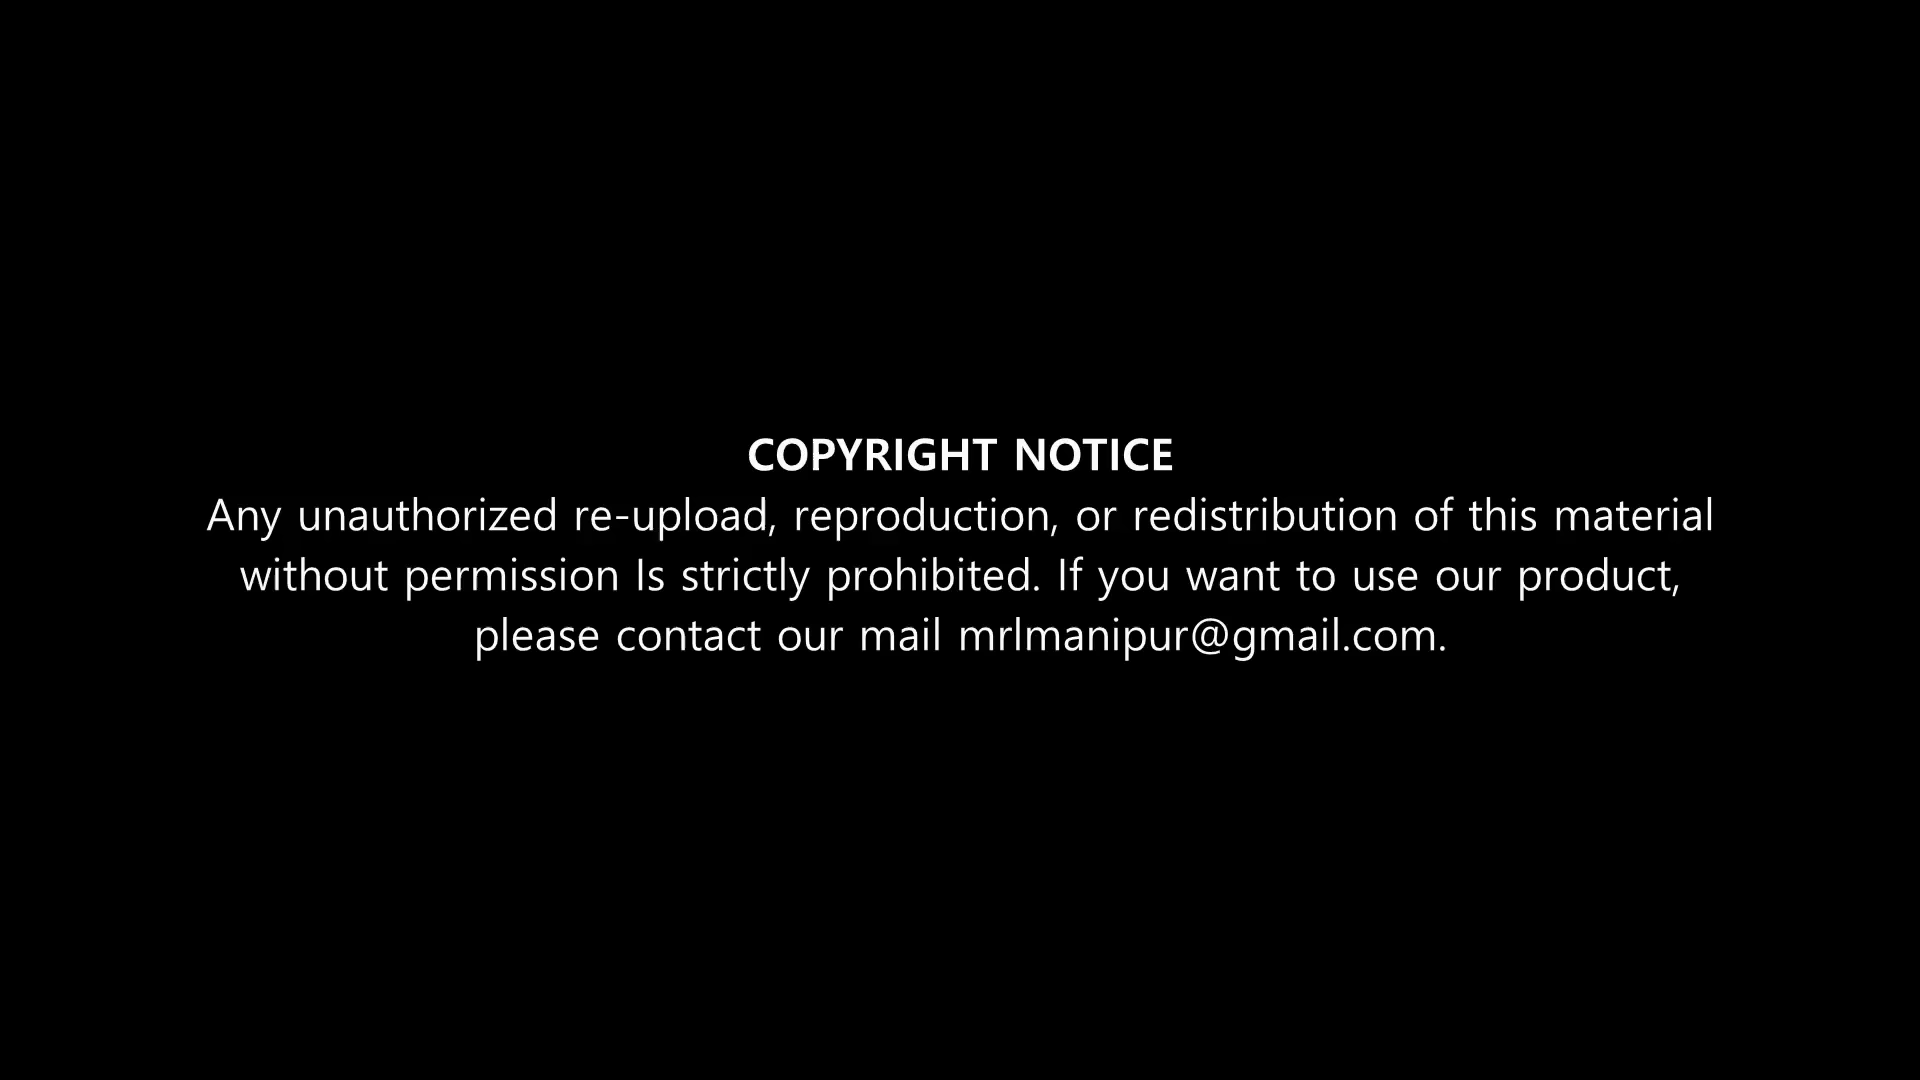 COPYRIGHT NOTICE
Any unauthorized re-upload, reproduction, or redistribution of this material
without permission Is strictly prohibited. If you want to use our product,
please contact our mail mrlmanipur@gmail.com.